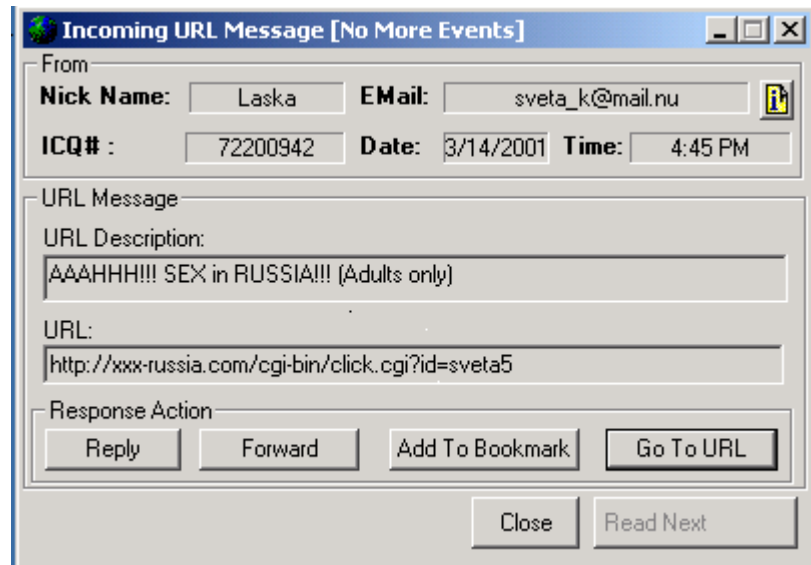 Incoming URL Message [No More Events]
From
Nick Name: Laska EMail: sveta_k@mail.nu
ICQ# : 72200942 Date: 3/14/2001 Time: 4:45 PM
URL Message
URL Description:
AAAHHH!!! SEX in RUSSIA!!! (Adults only)
URL:
http://xxx-russia.com/cgi-bin/click.cgi?id=sveta5
Response Action
Reply Forward Add To Bookmark Go To URL
Close Read Next